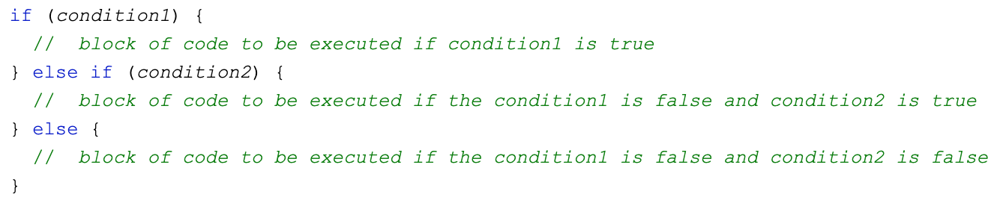 if (condition1) {
  //  block of code to be executed if condition1 is true
} else if (condition2) {
  //  block of code to be executed if the condition1 is false and condition2 is true
} else {
  //  block of code to be executed if the condition1 is false and condition2 is false
}